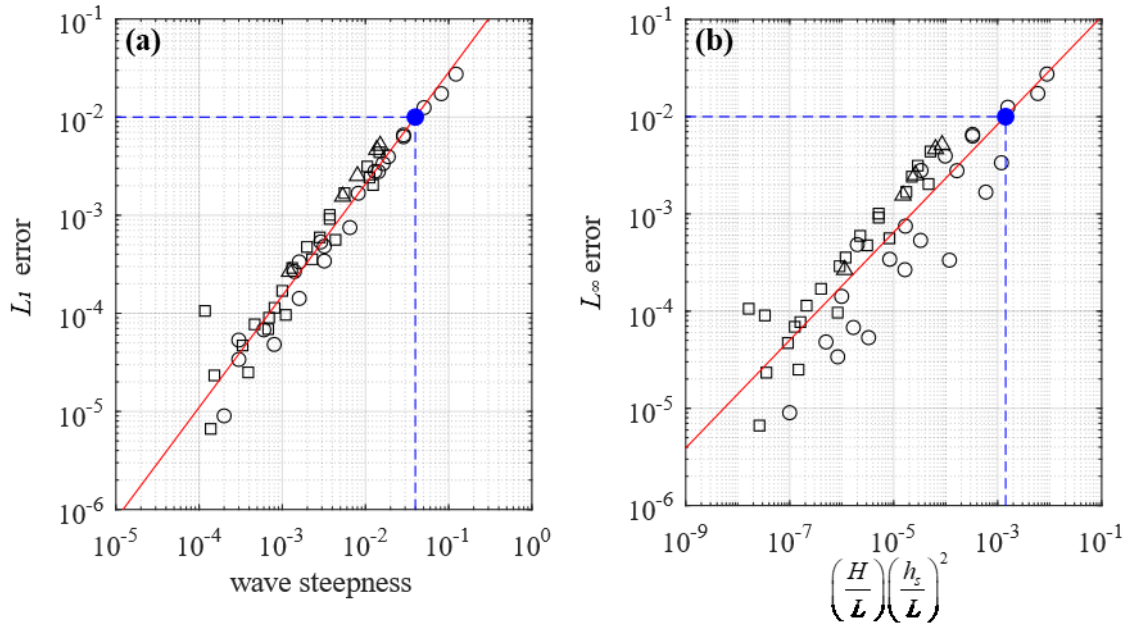 (a)
L₁ error
10⁻¹
10⁻²
10⁻³
10⁻⁴
10⁻⁵
10⁻⁶
10⁻⁵ 10⁻⁴ 10⁻³ 10⁻² 10⁻¹ 10⁰
wave steepness
(b)
L∞ error
10⁻¹
10⁻²
10⁻³
10⁻⁴
10⁻⁵
10⁻⁶
10⁻⁹ 10⁻⁷ 10⁻⁵ 10⁻³ 10⁻¹
(H/L)(hₛ/L)²